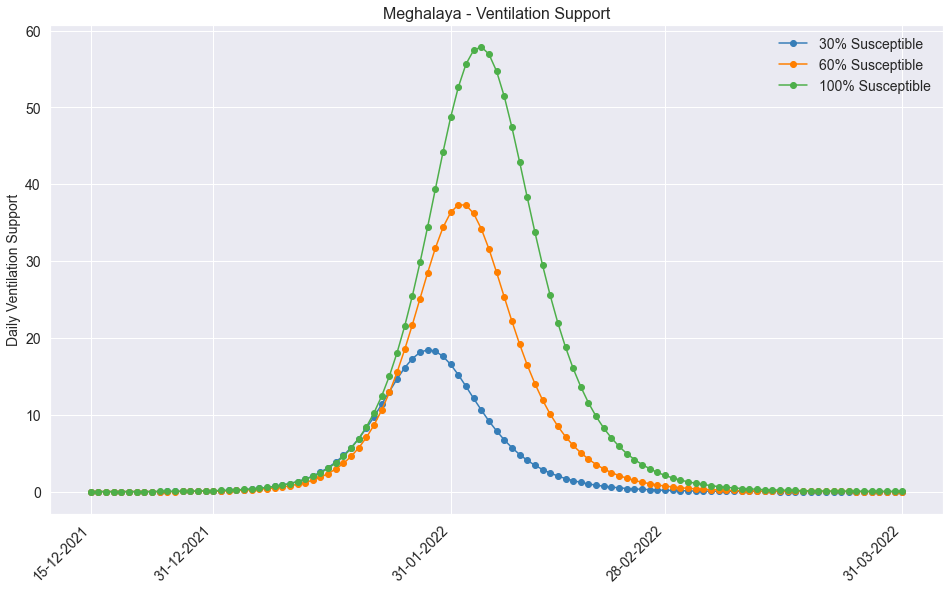 Meghalaya - Ventilation Support
30% Susceptible
60% Susceptible
100% Susceptible
Daily Ventilation Support
60
50
40
30
20
10
0
15-12-2021
31-12-2021
31-01-2022
28-02-2022
31-03-2022